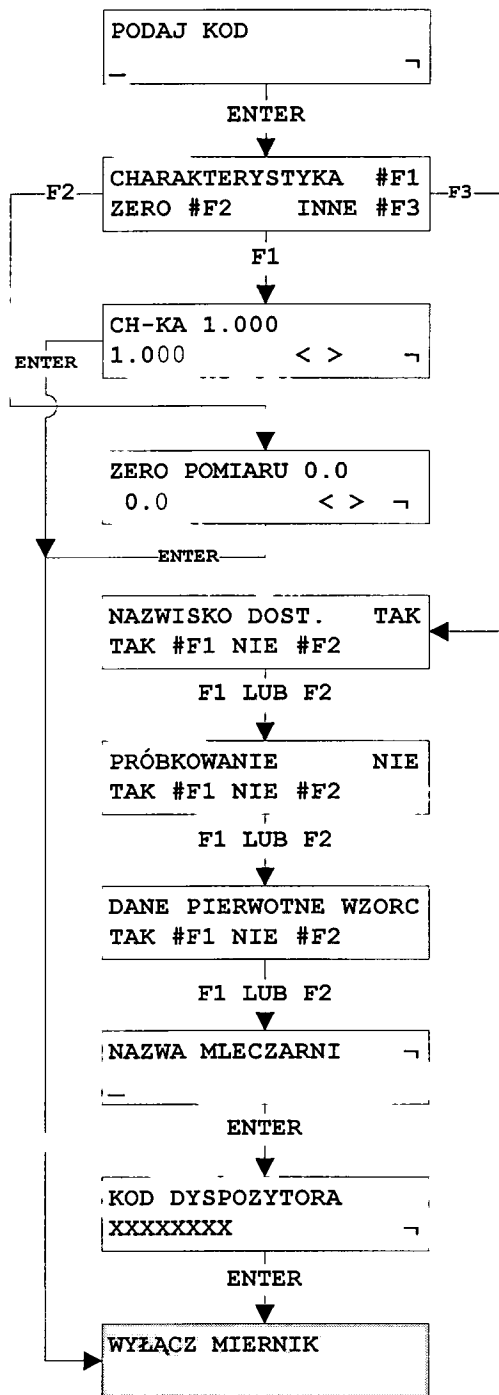 PODAJ KOD
_ ¬
ENTER
F2
CHARAKTERYSTYKA #F1
ZERO #F2 INNE #F3
F3
F1
CH-KA 1.000
1.000 < > ¬
ENTER
ZERO POMIARU 0.0
0.0 < > ¬
ENTER
NAZWISKO DOST. TAK
TAK #F1 NIE #F2
F1 LUB F2
PRÓBKOWANIE NIE
TAK #F1 NIE #F2
F1 LUB F2
DANE PIERWOTNE WZORC
TAK #F1 NIE #F2
F1 LUB F2
NAZWA MLECZARNI ¬
_
ENTER
KOD DYSPOZYTORA
XXXXXXXX ¬
ENTER
WYŁĄCZ MIERNIK